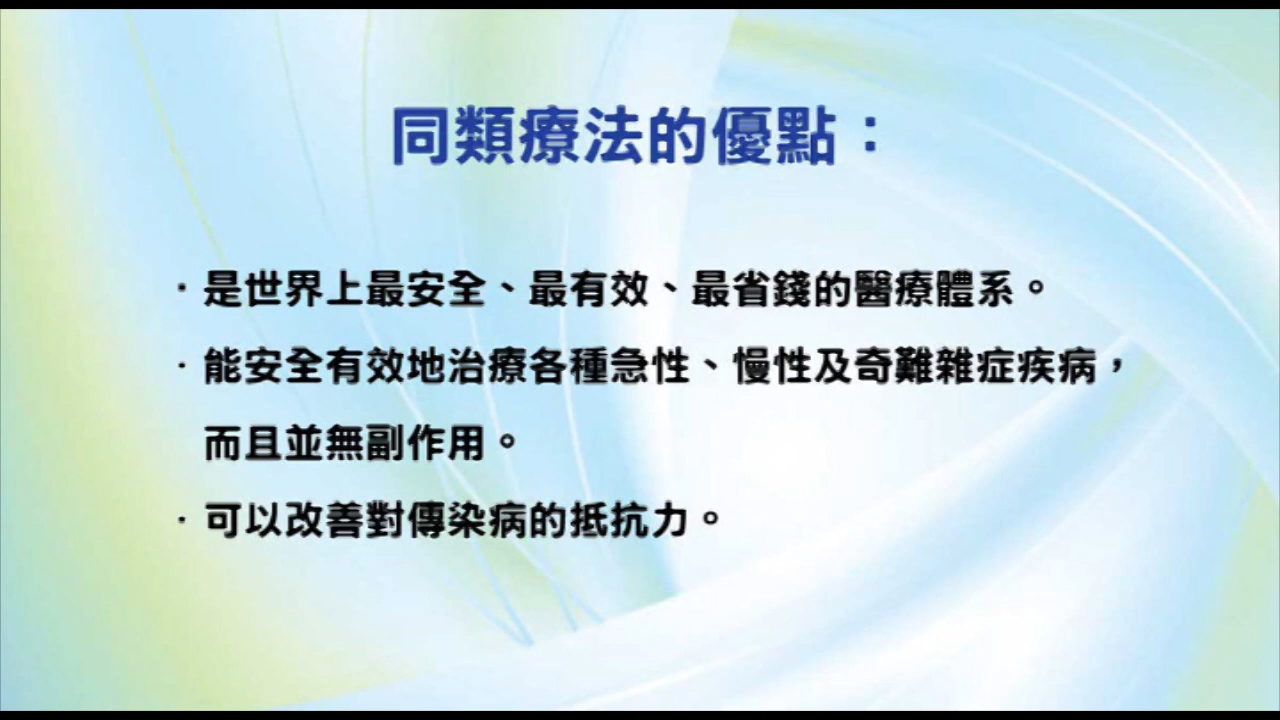 同類療法的優點：
·是世界上最安全、最有效、最省錢的醫療體系。
·能安全有效地治療各種急性、慢性及奇難雜症疾病，
而且並無副作用。
·可以改善對傳染病的抵抗力。